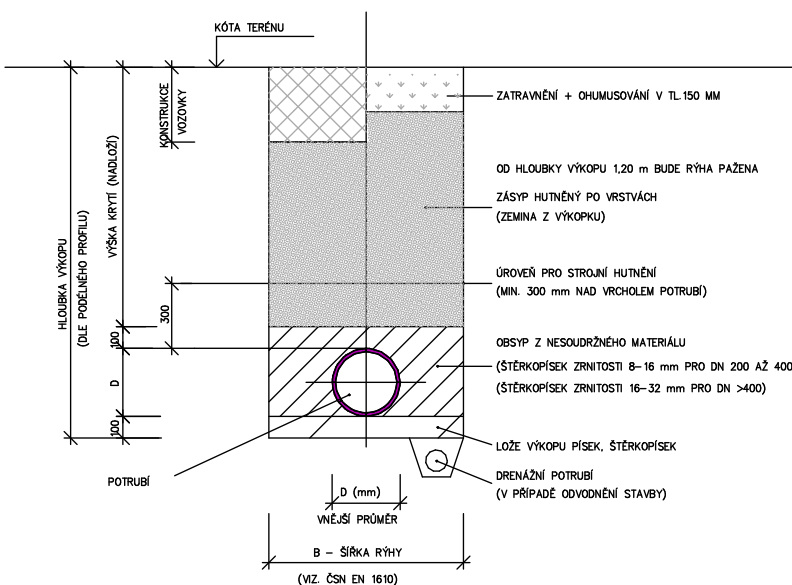 KÓTA TERÉNU
KONSTRUKCE
VOZOVKY
ZATRAVNĚNÍ + OHUMUSOVÁNÍ V TL.150 MM
OD HLOUBKY VÝKOPU 1,20 m BUDE RÝHA PAŽENA
ZÁSYP HUTNĚNÝ PO VRSTVÁCH
(ZEMINA Z VÝKOPKU)
HLOUBKA VÝKOPU
(DLE PODÉLNÉHO PROFILU)
VÝŠKA KRYTÍ (NADLOŽÍ)
ÚROVEŇ PRO STROJNÍ HUTNĚNÍ
(MIN. 300 mm NAD VRCHOLEM POTRUBÍ)
300
100
D
100
OBSYP Z NESOUDRŽNÉHO MATERIÁLU
(ŠTĚRKOPÍSEK ZRNITOSTI 8-16 mm PRO DN 200 AŽ 400
(ŠTĚRKOPÍSEK ZRNITOSTI 16-32 mm PRO DN >400)
LOŽE VÝKOPU PÍSEK, ŠTĚRKOPÍSEK
POTRUBÍ
DRENÁŽNÍ POTRUBÍ
(V PŘÍPADĚ ODVODNĚNÍ STAVBY)
D (mm)
VNĚJŠÍ PRŮMĚR
B - ŠÍŘKA RÝHY
(VIZ. ČSN EN 1610)